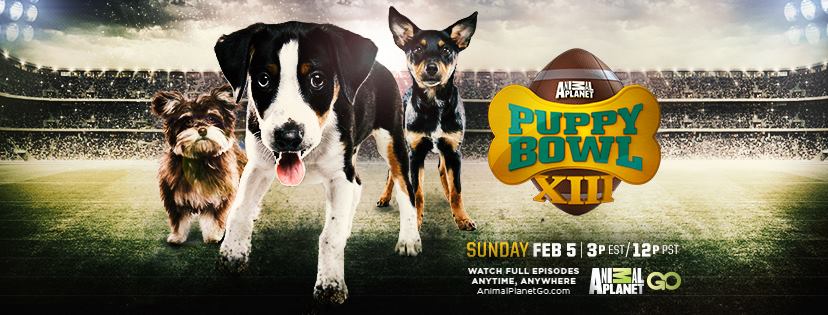 ANIMAL
PLANET
PUPPY
BOWL
XIII
SUNDAY FEB 5 | 3P EST/12P PST
WATCH FULL EPISODES
ANYTIME, ANYWHERE
AnimalPlanetGo.com
ANIMAL
PLANET GO